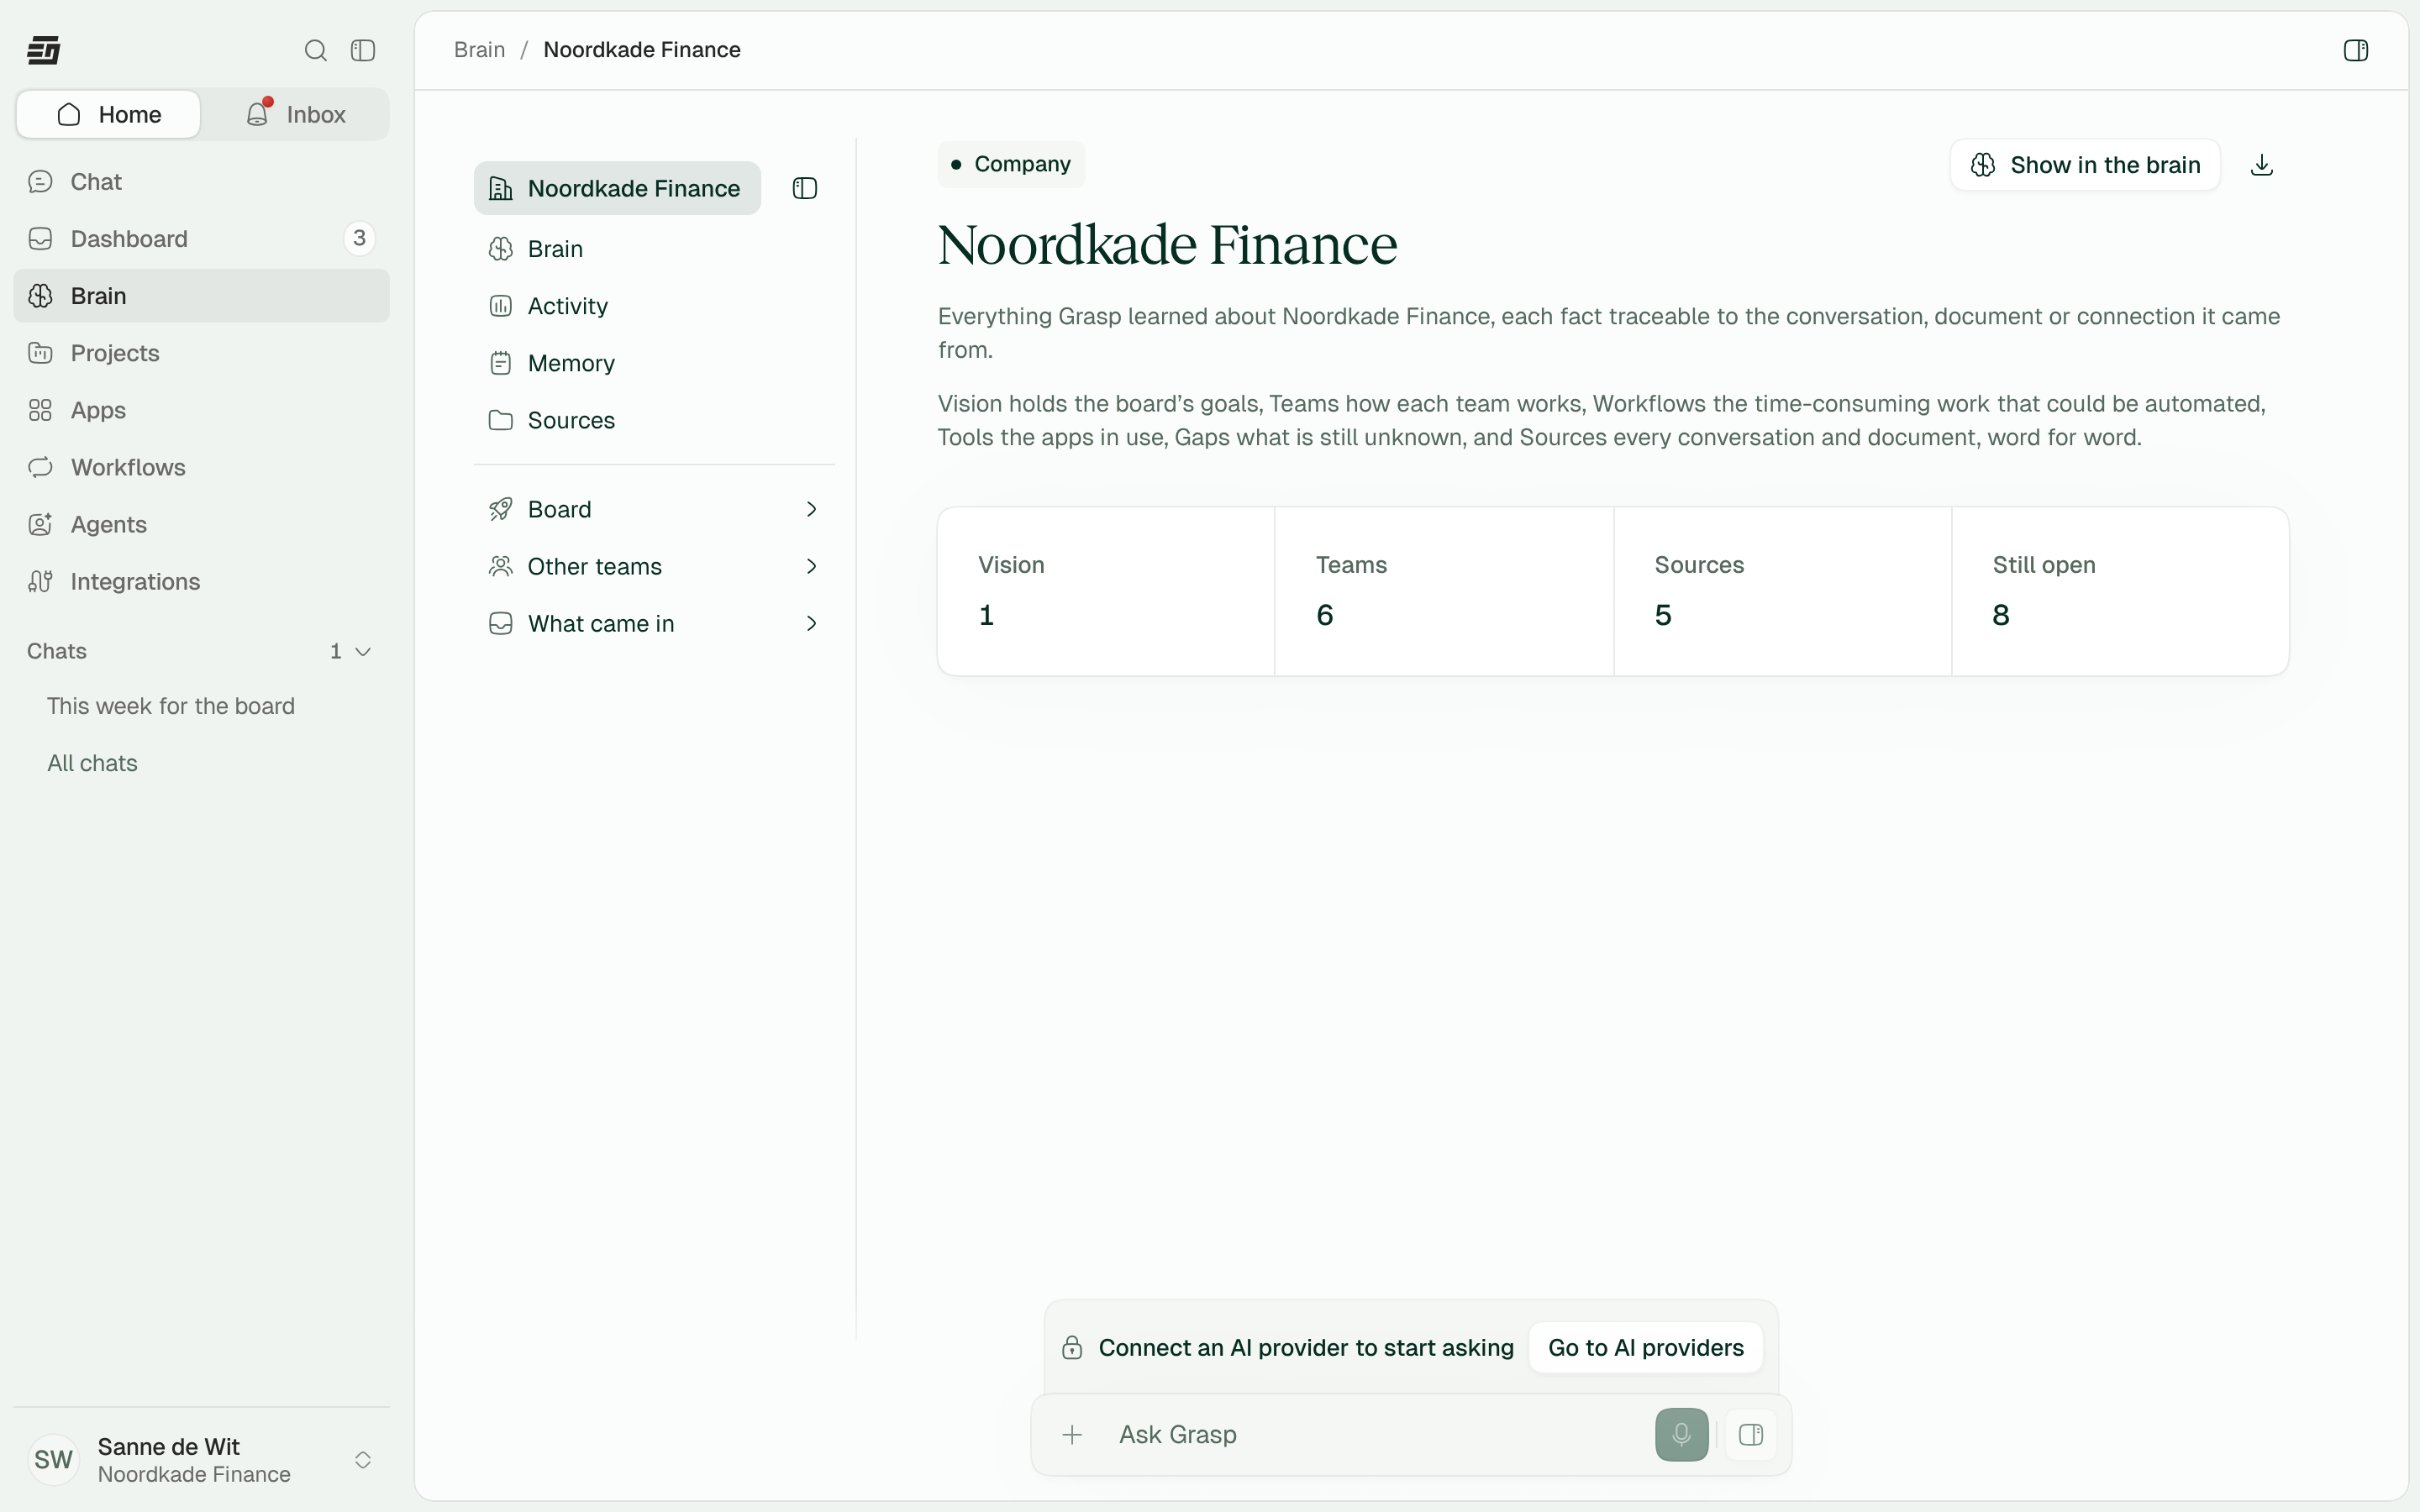 Home
Inbox
Chat
Dashboard
3
Brain
Projects
Apps
Workflows
Agents
Integrations
Chats
1
This week for the board
All chats
SW
Sanne de Wit
Noordkade Finance
Brain / Noordkade Finance
Noordkade Finance
Brain
Activity
Memory
Sources
Board
Other teams
What came in
Company
Show in the brain
Noordkade Finance
Everything Grasp learned about Noordkade Finance, each fact traceable to the conversation, document or connection it came
from.
Vision holds the board’s goals, Teams how each team works, Workflows the time-consuming work that could be automated,
Tools the apps in use, Gaps what is still unknown, and Sources every conversation and document, word for word.
Vision
1
Teams
6
Sources
5
Still open
8
Connect an AI provider to start asking
Go to AI providers
Ask Grasp